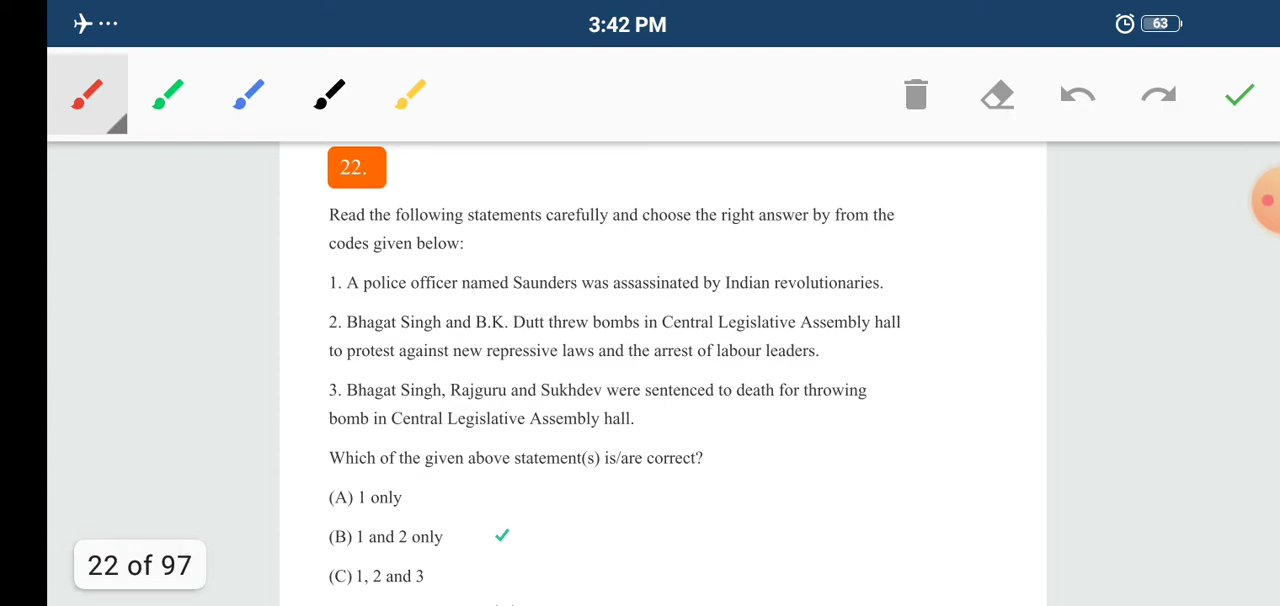 3:42 PM
63
22.
Read the following statements carefully and choose the right answer by from the
codes given below:
1. A police officer named Saunders was assassinated by Indian revolutionaries.
2. Bhagat Singh and B.K. Dutt threw bombs in Central Legislative Assembly hall
to protest against new repressive laws and the arrest of labour leaders.
3. Bhagat Singh, Rajguru and Sukhdev were sentenced to death for throwing
bomb in Central Legislative Assembly hall.
Which of the given above statement(s) is/are correct?
(A) 1 only
(B) 1 and 2 only
22 of 97
(C) 1, 2 and 3